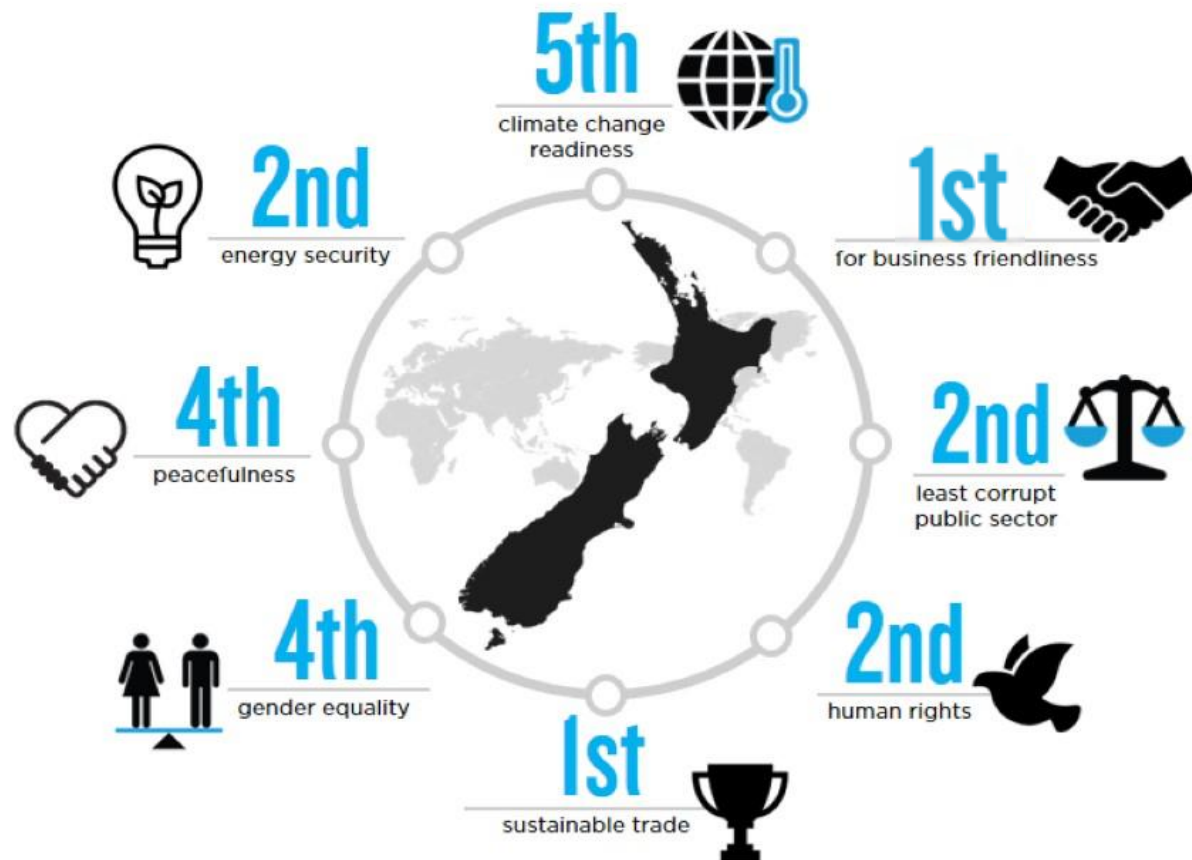 5th
climate change
readiness
2nd
energy security
1st
for business friendliness
4th
peacefulness
2nd
least corrupt
public sector
4th
gender equality
2nd
human rights
1st
sustainable trade